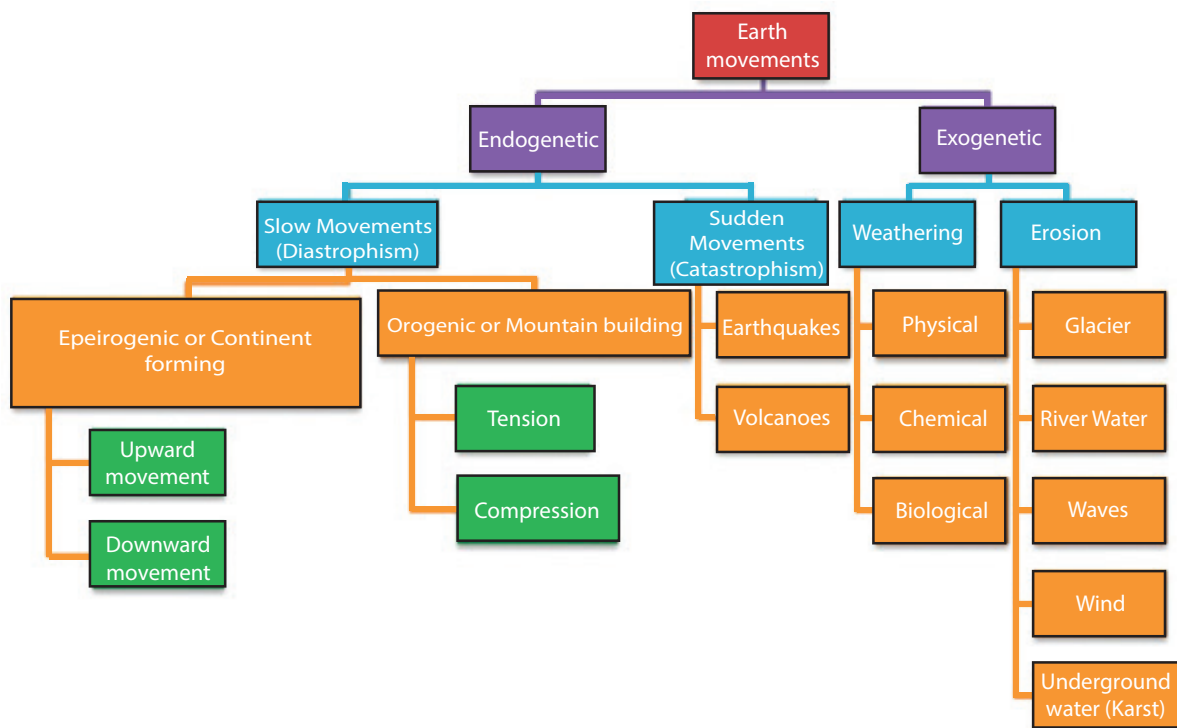 Earth
movements
Endogenetic
Exogenetic
Slow Movements
(Diastrophism)
Sudden
Movements
(Catastrophism)
Weathering
Erosion
Epeirogenic or Continent
forming
Orogenic or Mountain building
Earthquakes
Physical
Glacier
Tension
Volcanoes
Chemical
River Water
Upward
movement
Compression
Biological
Waves
Downward
movement
Wind
Underground
water (Karst)